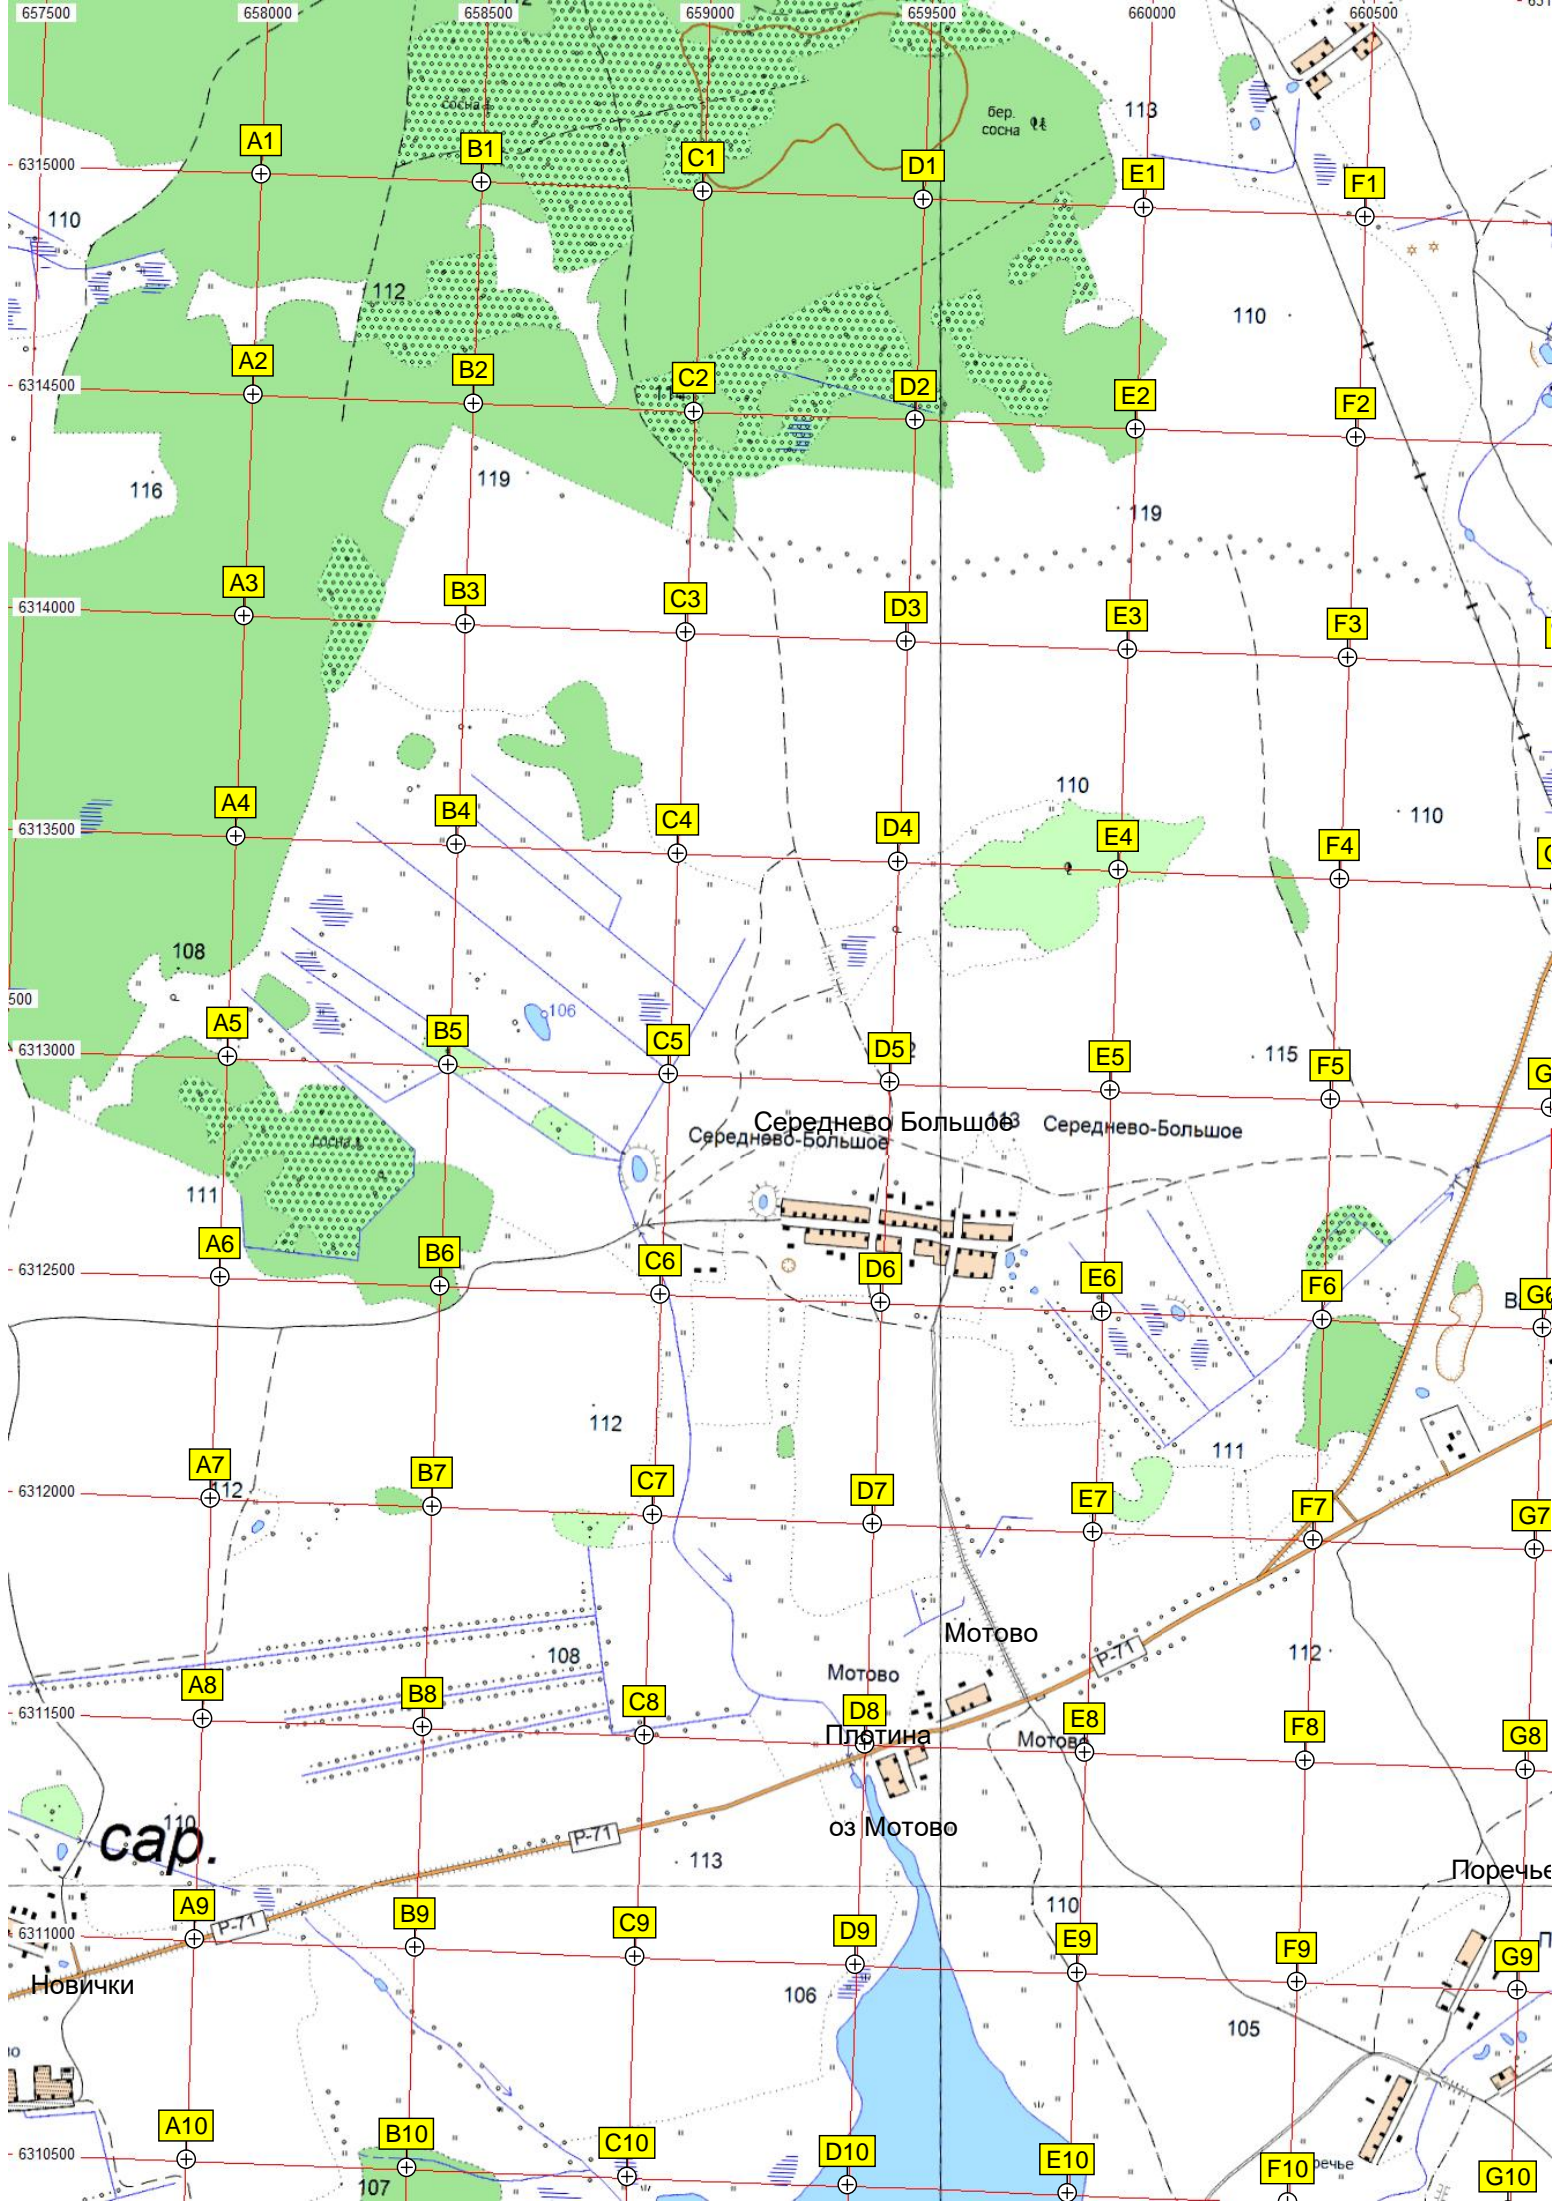 657500 658000 658500 659000 659500 660000 660500
сосна
бер.
сосна
113
A1 B1 C1 D1 E1 F1
6315000
110
112
110
A2 B2 C2 D2 E2 F2
6314500
116
119
119
A3 B3 C3 D3 E3 F3
6314000
110
110
A4 B4 C4 D4 E4 F4
6313500
108
500
106
A5 B5 C5 D5 E5 F5
6313000
115
Середнево Большое
113
Середнево-Большое
Середнево-Большое
сосна
111
A6 B6 C6 D6 E6 F6 G6
6312500
112
111
A7 B7 C7 D7 E7 F7 G7
6312000
112
Мотово
108
Мотово
Р-71
112
A8 B8 C8 D8 E8 F8 G8
6311500
Плотина
Мотово
110
сар.
Р-71
оз Мотово
113
Поречье
110
A9 B9 C9 D9 E9 F9 G9
6311000
Р-71
Новички
106
105
A10 B10 C10 D10 E10 F10 G10
6310500
107
речье